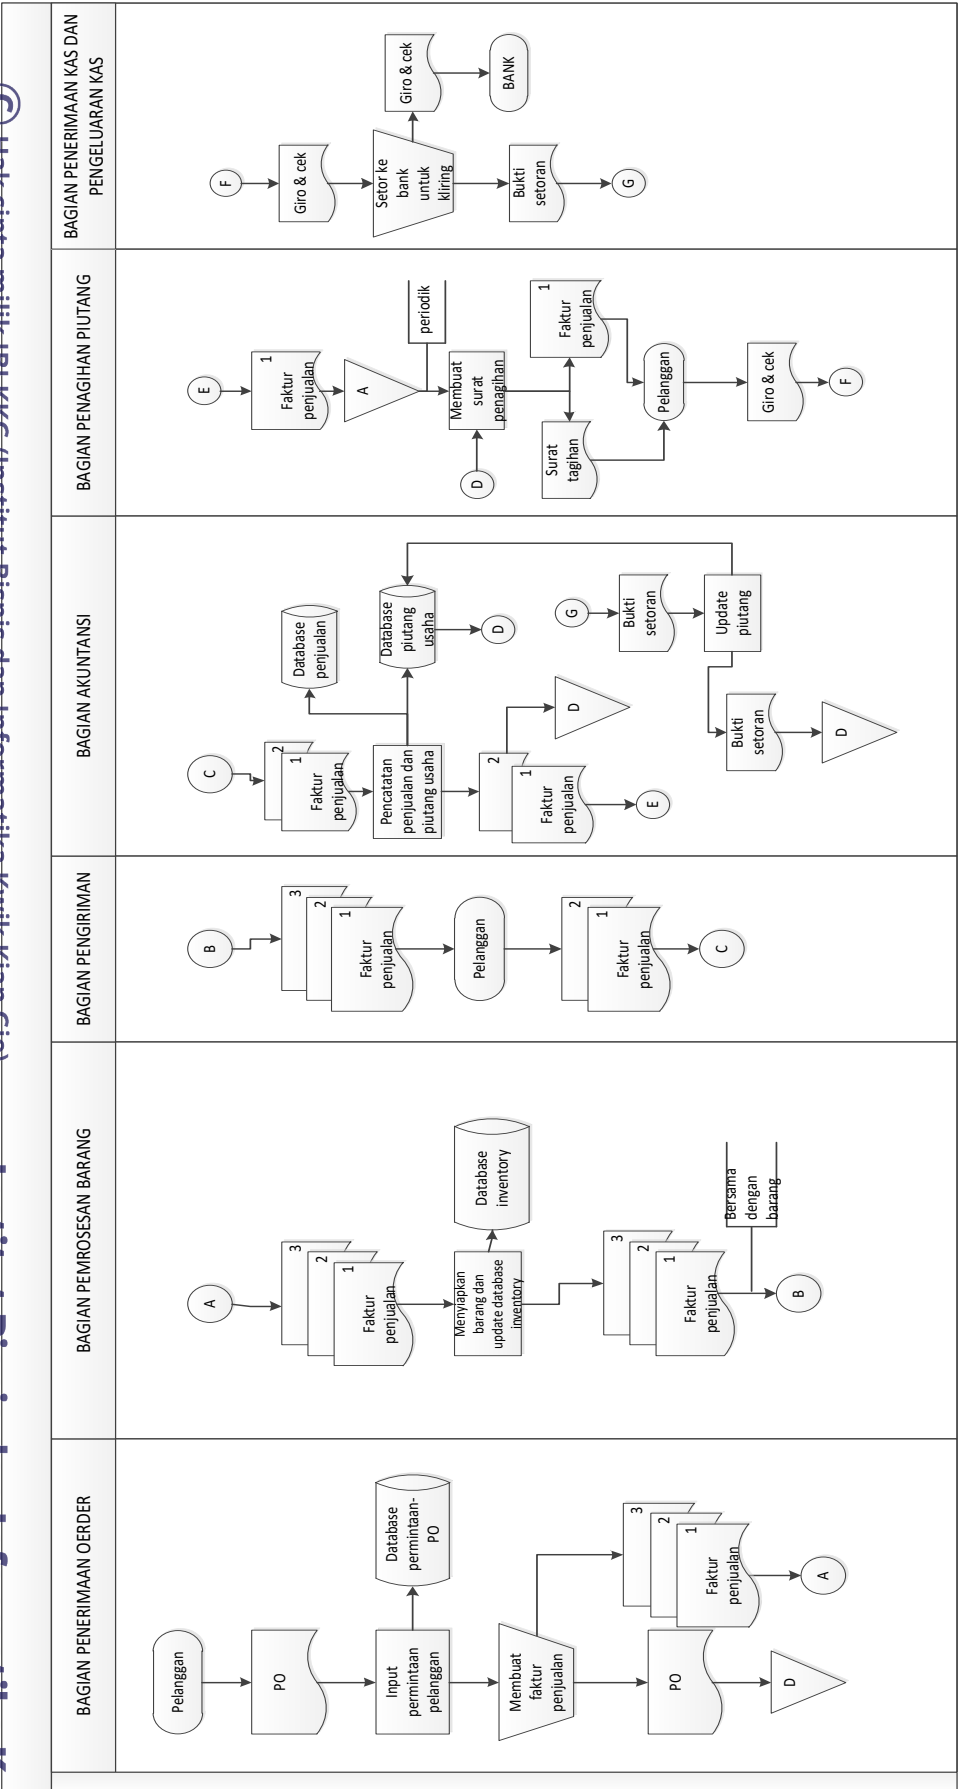 BAGIAN PENERIMAAN OERDER
Pelanggan
PO
Input
permintaan
pelanggan
Database
permintaan-
PO
Membuat
faktur
penjualan
PO
D
3
2
1
Faktur
penjualan
A
BAGIAN PEMROSESAN BARANG
A
3
2
1
Faktur
penjualan
Menyiapkan
barang dan
update database
inventory
Database
inventory
3
2
1
Faktur
penjualan
Bersama
dengan
barang
B
BAGIAN PENGIRIMAN
B
3
2
1
Faktur
penjualan
Pelanggan
2
1
Faktur
penjualan
C
BAGIAN AKUNTANSI
C
2
1
Faktur
penjualan
Pencatatan
penjualan dan
piutang usaha
Database
penjualan
Database
piutang
usaha
D
2
1
Faktur
penjualan
D
E
G
Bukti
setoran
Update
piutang
Bukti
setoran
D
BAGIAN PENAGIHAN PIUTANG
E
1
Faktur
penjualan
A
periodik
D
Membuat
surat
penagihan
1
Faktur
penjualan
Surat
tagihan
Pelanggan
Giro & cek
F
BAGIAN PENERIMAAN KAS DAN
PENGELUARAN KAS
F
Giro & cek
Setor ke
bank
untuk
kliring
Giro & cek
BANK
Bukti
setoran
G